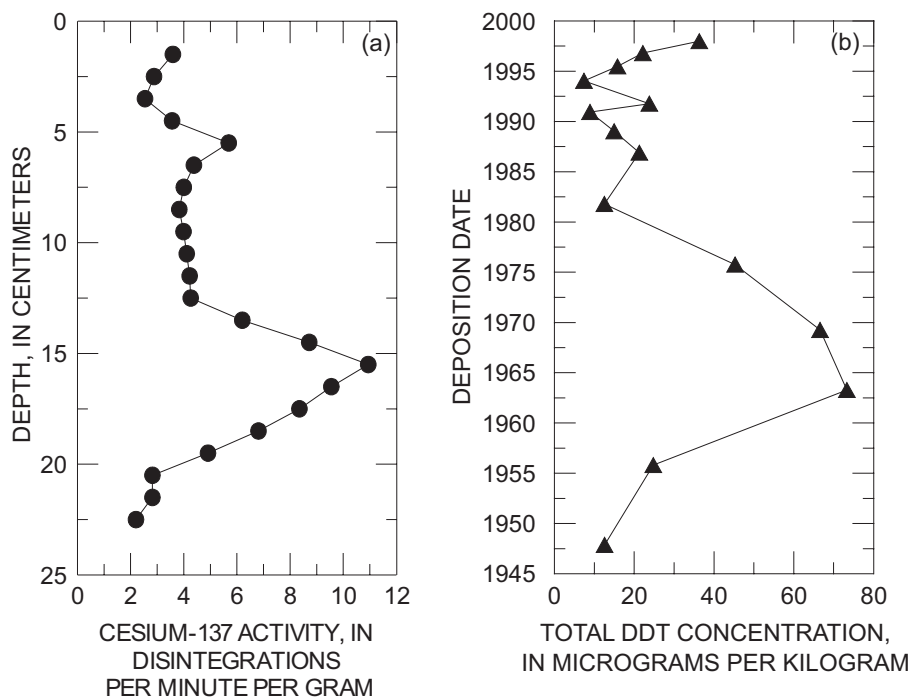 (a)
0
5
10
15
20
25
DEPTH, IN CENTIMETERS
0 2 4 6 8 10 12
CESIUM-137 ACTIVITY, IN
DISINTEGRATIONS
PER MINUTE PER GRAM
(b)
2000
1995
1990
1985
1980
1975
1970
1965
1960
1955
1950
1945
DEPOSITION DATE
0 20 40 60 80
TOTAL DDT CONCENTRATION,
IN MICROGRAMS PER KILOGRAM